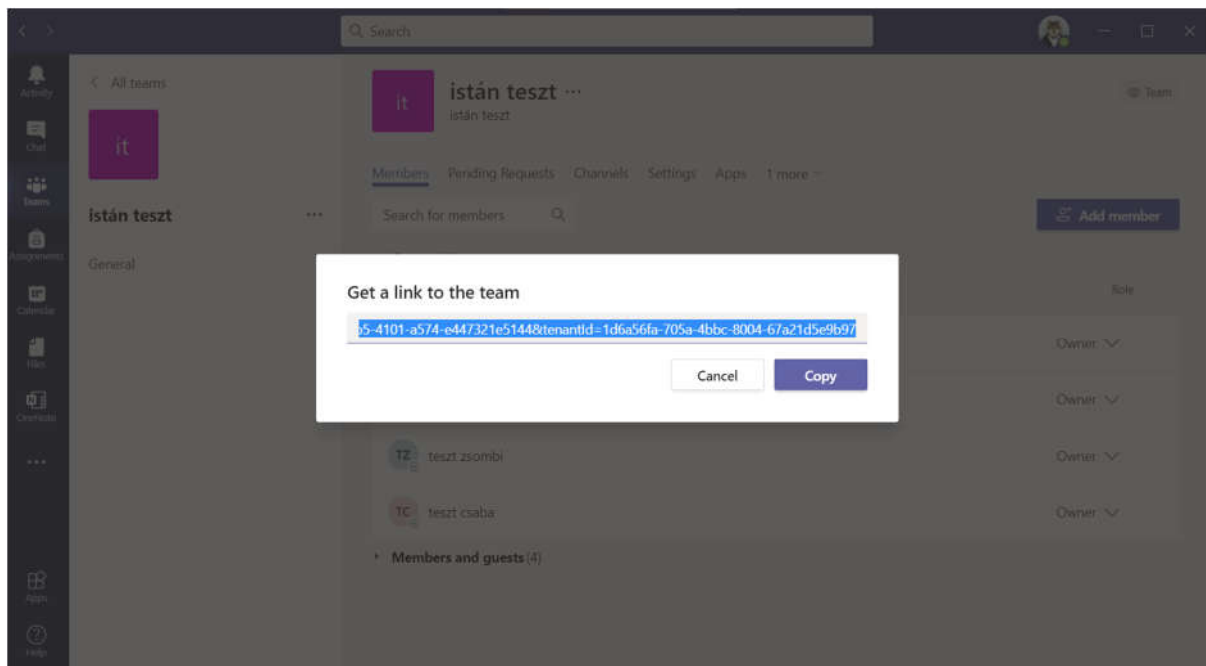 Search
Activity
Chat
Teams
Assignments
Calendar
Files
OneNote
Apps
Help
All teams
it
istán teszt ...
General
it
istán teszt ...
istán teszt
Team
Members Pending Requests Channels Settings Apps 1 more
Search for members
Add member
Role
Get a link to the team
5-4101-a574-e447321e5144&tenantId=1d6a56fa-705a-4bbc-8004-67a21d5e9b97
Cancel Copy
Owner
Owner
TZ teszt zsombi Owner
TC teszt csaba Owner
Members and guests (4)